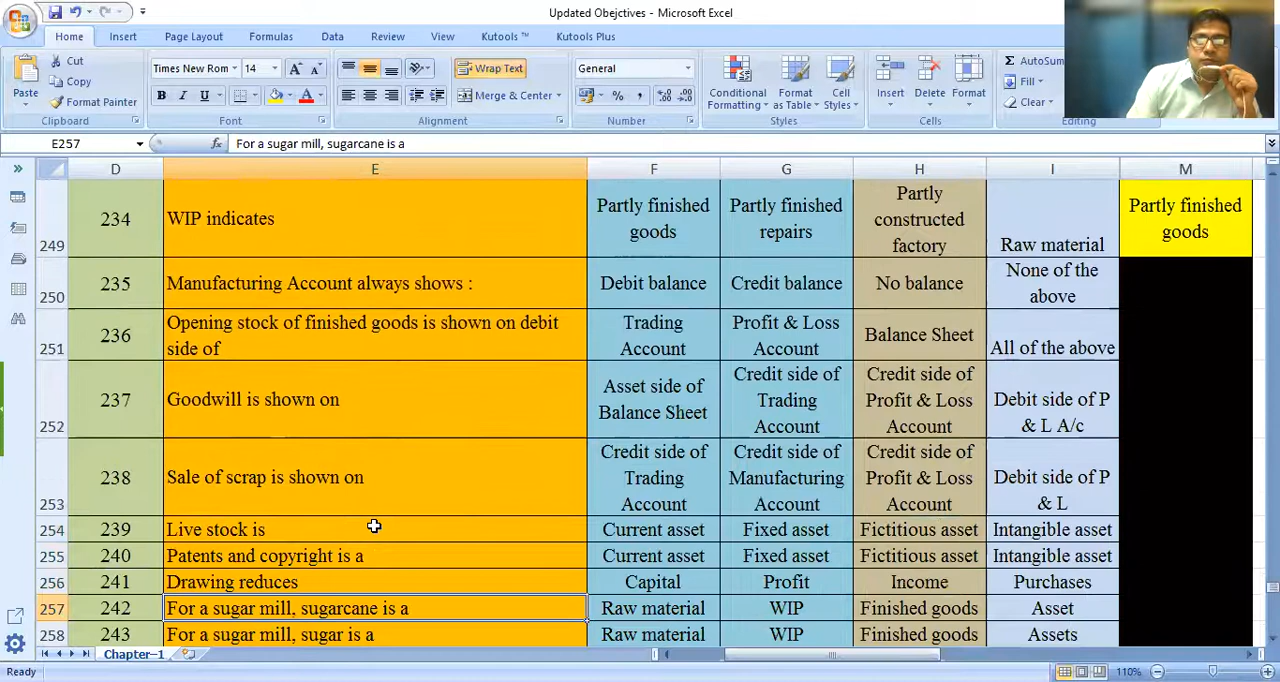 Updated Obejctives - Microsoft Excel
Home Insert Page Layout Formulas Data Review View Kutools ™ Kutools Plus
Paste
Cut
Copy
Format Painter
Clipboard
Times New Rom 14
B I U
Font
Wrap Text
Merge & Center
Alignment
General
Number
Conditional Formatting
Format as Table
Cell Styles
Styles
Insert
Delete
Format
Cells
AutoSum
Fill
Clear
Editing
E257 fx For a sugar mill, sugarcane is a
D E F G H I M
249 234 WIP indicates Partly finished goods Partly finished repairs Partly constructed factory Raw material Partly finished goods
250 235 Manufacturing Account always shows : Debit balance Credit balance No balance None of the above
251 236 Opening stock of finished goods is shown on debit side of Trading Account Profit & Loss Account Balance Sheet All of the above
252 237 Goodwill is shown on Asset side of Balance Sheet Credit side of Trading Account Credit side of Profit & Loss Account Debit side of P & L A/c
253 238 Sale of scrap is shown on Credit side of Trading Account Credit side of Manufacturing Account Credit side of Profit & Loss Account Debit side of P & L
254 239 Live stock is Current asset Fixed asset Fictitious asset Intangible asset
255 240 Patents and copyright is a Current asset Fixed asset Fictitious asset Intangible asset
256 241 Drawing reduces Capital Profit Income Purchases
257 242 For a sugar mill, sugarcane is a Raw material WIP Finished goods Asset
258 243 For a sugar mill, sugar is a Raw material WIP Finished goods Assets
Chapter-1
Ready 110%